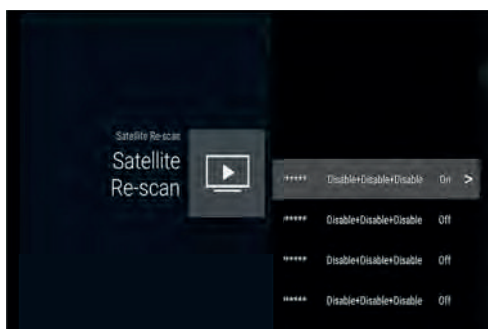 Satellite Re-scan
Satellite
Re-scan
***** Disable+Disable+Disable On >
***** Disable+Disable+Disable Off
***** Disable+Disable+Disable Off
***** Disable+Disable+Disable Off